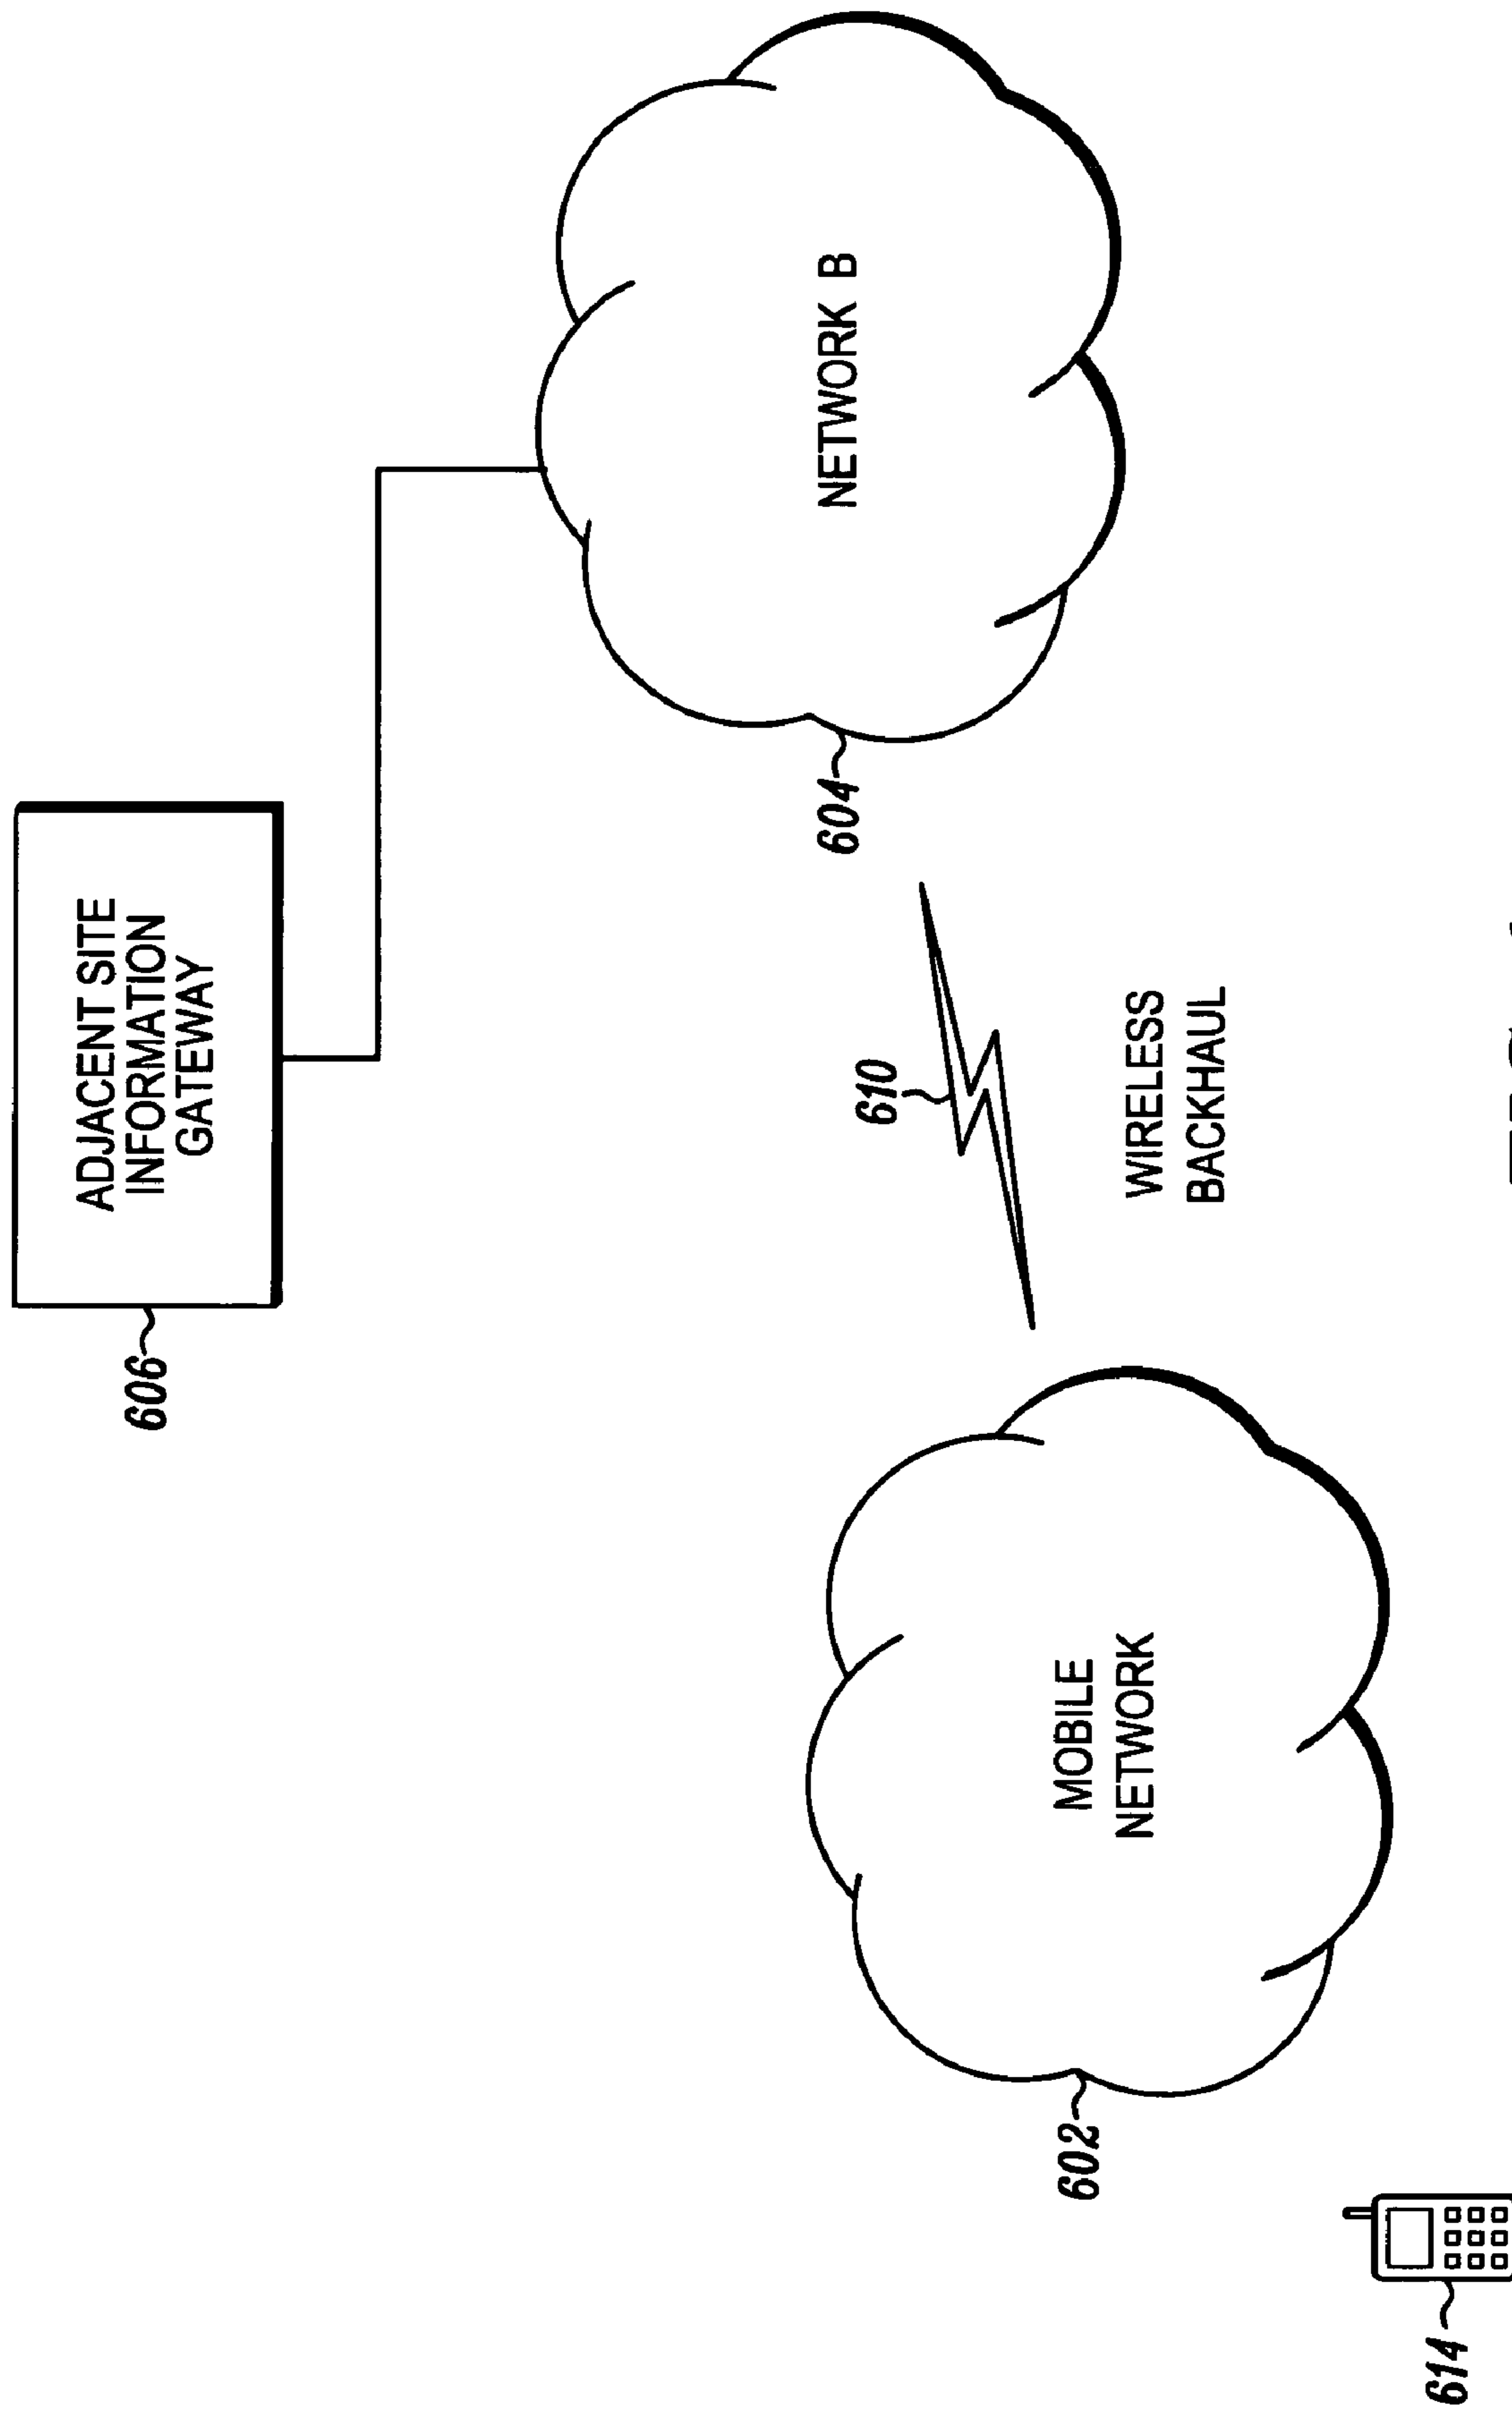 606
ADJACENT SITE
INFORMATION
GATEWAY
604
NETWORK B
610
WIRELESS
BACKHAUL
602
MOBILE
NETWORK
614